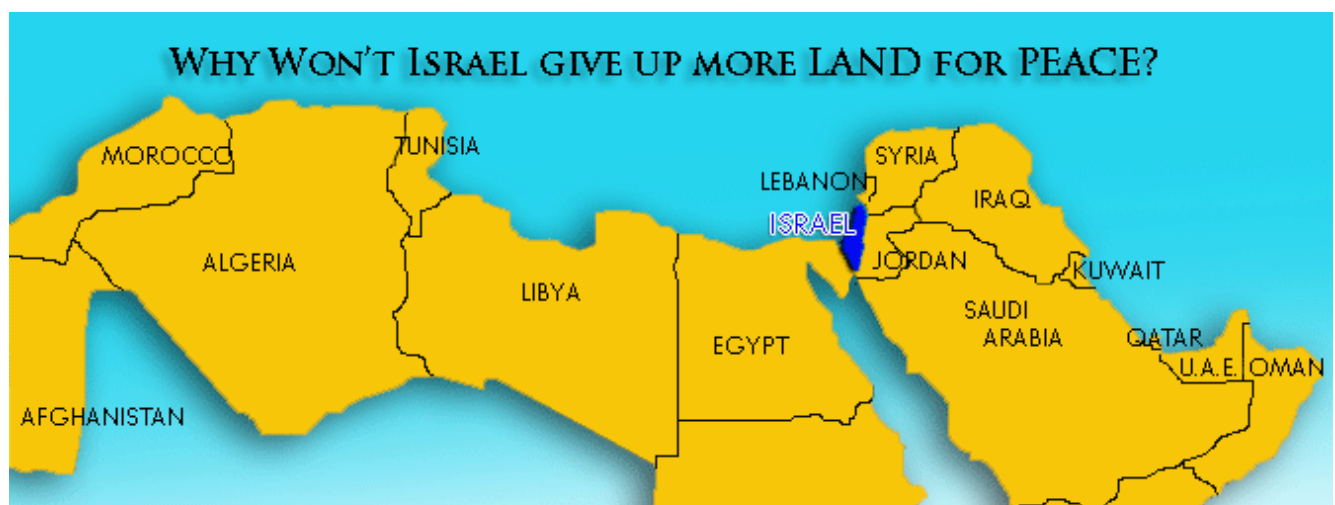 WHY WON'T ISRAEL GIVE UP MORE LAND FOR PEACE?
MOROCCO
TUNISIA
SYRIA
LEBANON
IRAQ
ISRAEL
ALGERIA
JORDAN
KUWAIT
LIBYA
SAUDI
ARABIA
EGYPT
QATAR
U.A.E.
OMAN
AFGHANISTAN